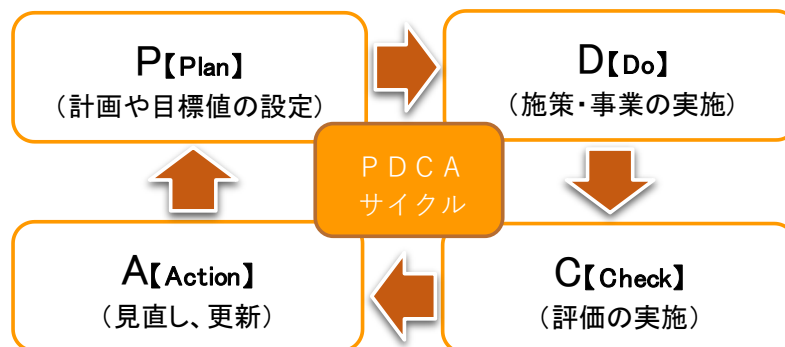 P【Plan】
(計画や目標値の設定)
D【Do】
(施策・事業の実施)
PDCA
サイクル
A【Action】
(見直し、更新)
C【Check】
(評価の実施)